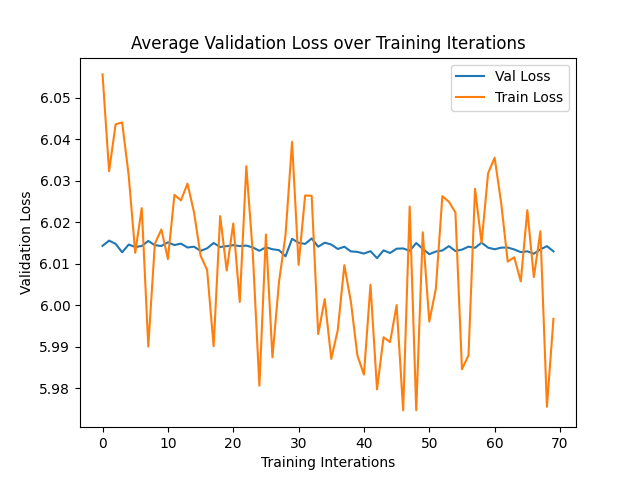 Average Validation Loss over Training Iterations
Val Loss
Train Loss
Validation Loss
6.05
6.04
6.03
6.02
6.01
6.00
5.99
5.98
0 10 20 30 40 50 60 70
Training Interations